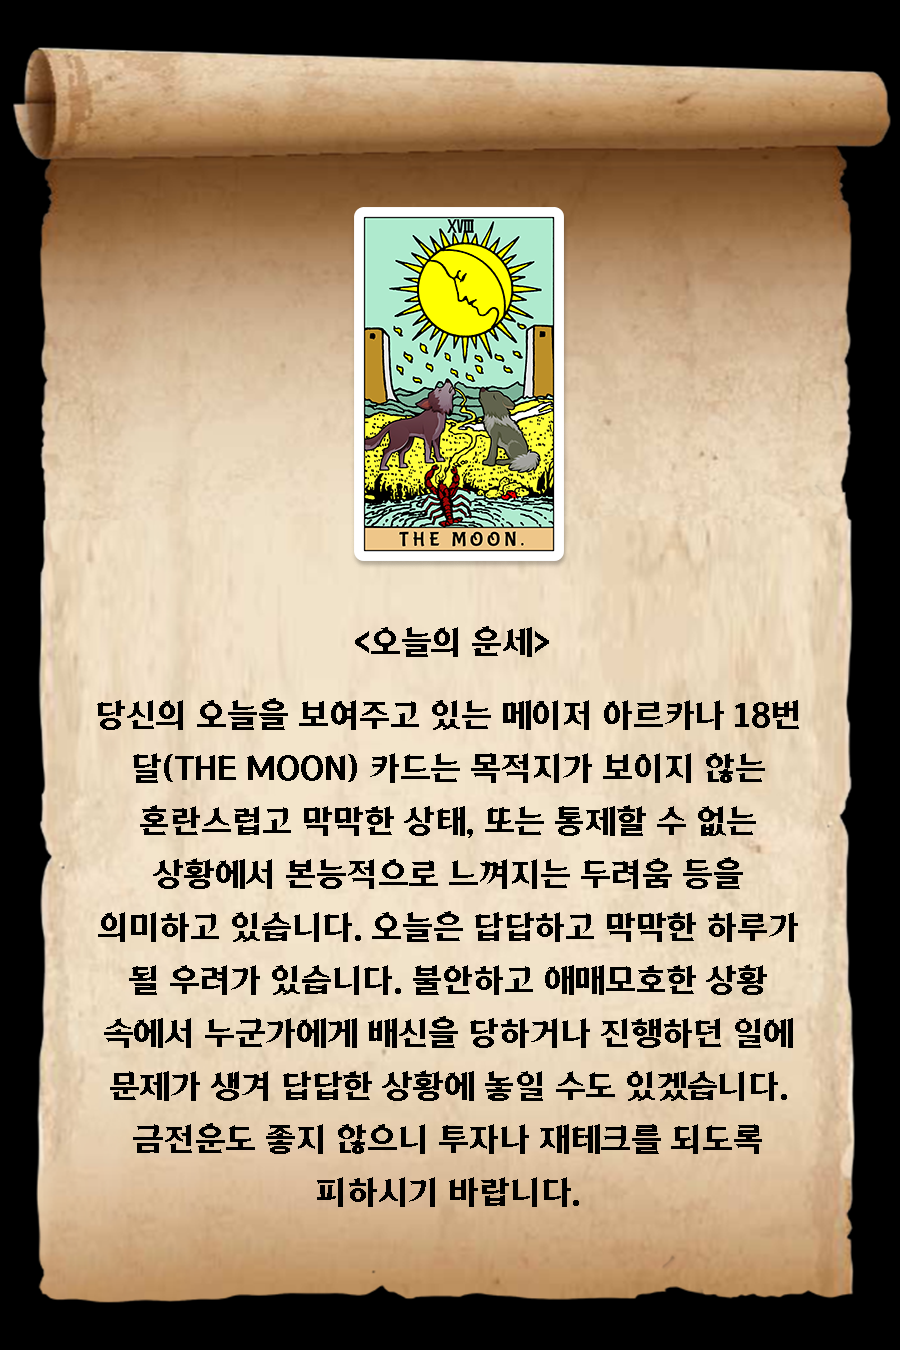 XVIII
THE MOON.
<오늘의 운세>
당신의 오늘을 보여주고 있는 메이저 아르카나 18번
달(THE MOON) 카드는 목적지가 보이지 않는
혼란스럽고 막막한 상태, 또는 통제할 수 없는
상황에서 본능적으로 느껴지는 두려움 등을
의미하고 있습니다. 오늘은 답답하고 막막한 하루가
될 우려가 있습니다. 불안하고 애매모호한 상황
속에서 누군가에게 배신을 당하거나 진행하던 일에
문제가 생겨 답답한 상황에 놓일 수도 있겠습니다.
금전운도 좋지 않으니 투자나 재테크를 되도록
피하시기 바랍니다.